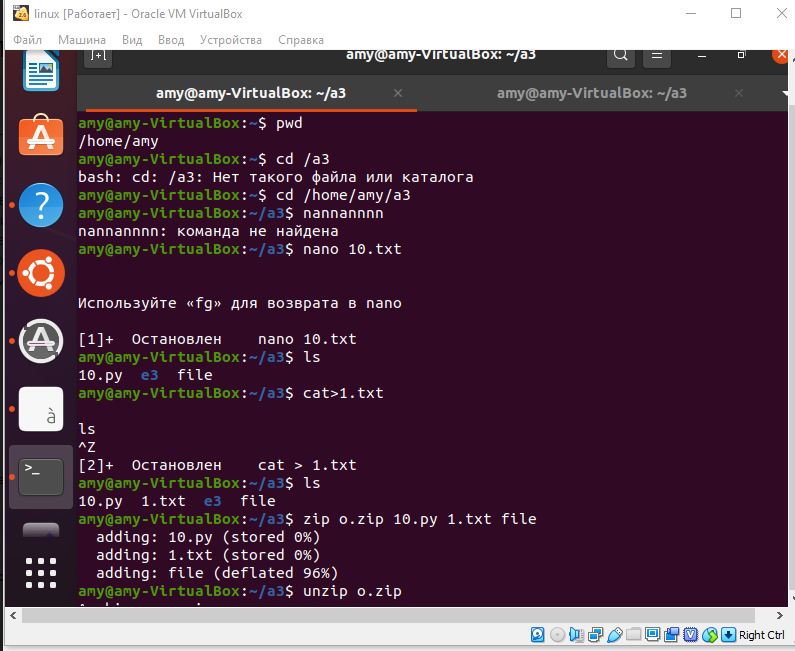 linux [Работает] - Oracle VM VirtualBox
Файл Машина Вид Ввод Устройства Справка
amy@amy-VirtualBox: ~/a3
amy@amy-VirtualBox: ~/a3 × amy@amy-VirtualBox: ~/a3 ×
amy@amy-VirtualBox:~$ pwd
/home/amy
amy@amy-VirtualBox:~$ cd /a3
bash: cd: /a3: Нет такого файла или каталога
amy@amy-VirtualBox:~$ cd /home/amy/a3
amy@amy-VirtualBox:~/a3$ nannannnn
nannannnn: команда не найдена
amy@amy-VirtualBox:~/a3$ nano 10.txt
Используйте «fg» для возврата в nano
[1]+  Остановлен    nano 10.txt
amy@amy-VirtualBox:~/a3$ ls
10.py  e3  file
amy@amy-VirtualBox:~/a3$ cat>1.txt
ls
^Z
[2]+  Остановлен    cat > 1.txt
amy@amy-VirtualBox:~/a3$ ls
10.py  1.txt  e3  file
amy@amy-VirtualBox:~/a3$ zip o.zip 10.py 1.txt file
  adding: 10.py (stored 0%)
  adding: 1.txt (stored 0%)
  adding: file (deflated 96%)
amy@amy-VirtualBox:~/a3$ unzip o.zip
Right Ctrl